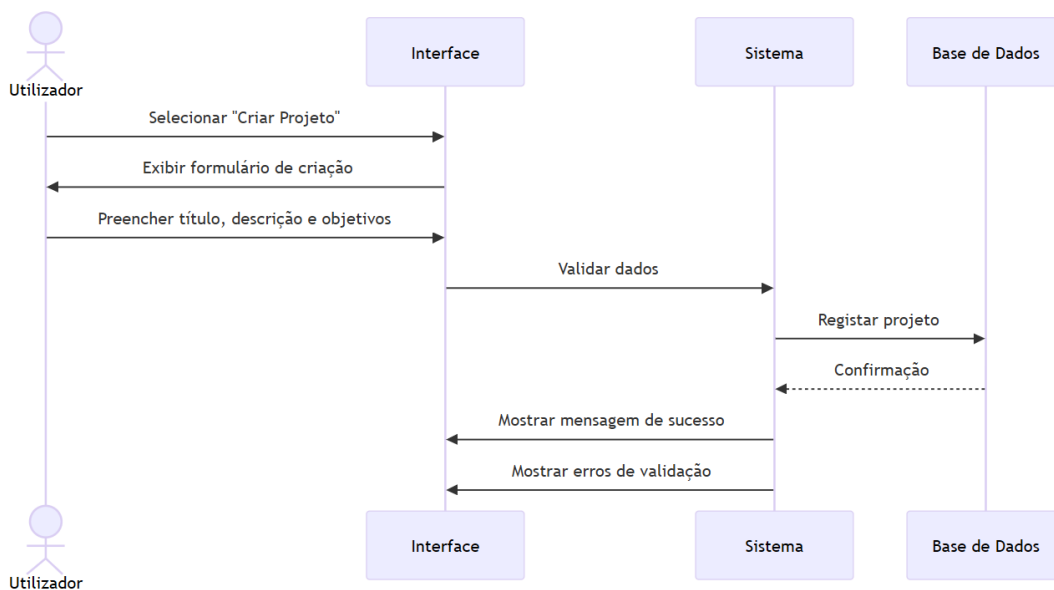 Interface
Sistema
Base de Dados
Utilizador
Selecionar "Criar Projeto"
Exibir formulário de criação
Preencher título, descrição e objetivos
Validar dados
Registar projeto
Confirmação
Mostrar mensagem de sucesso
Mostrar erros de validação
Interface
Sistema
Base de Dados
Utilizador